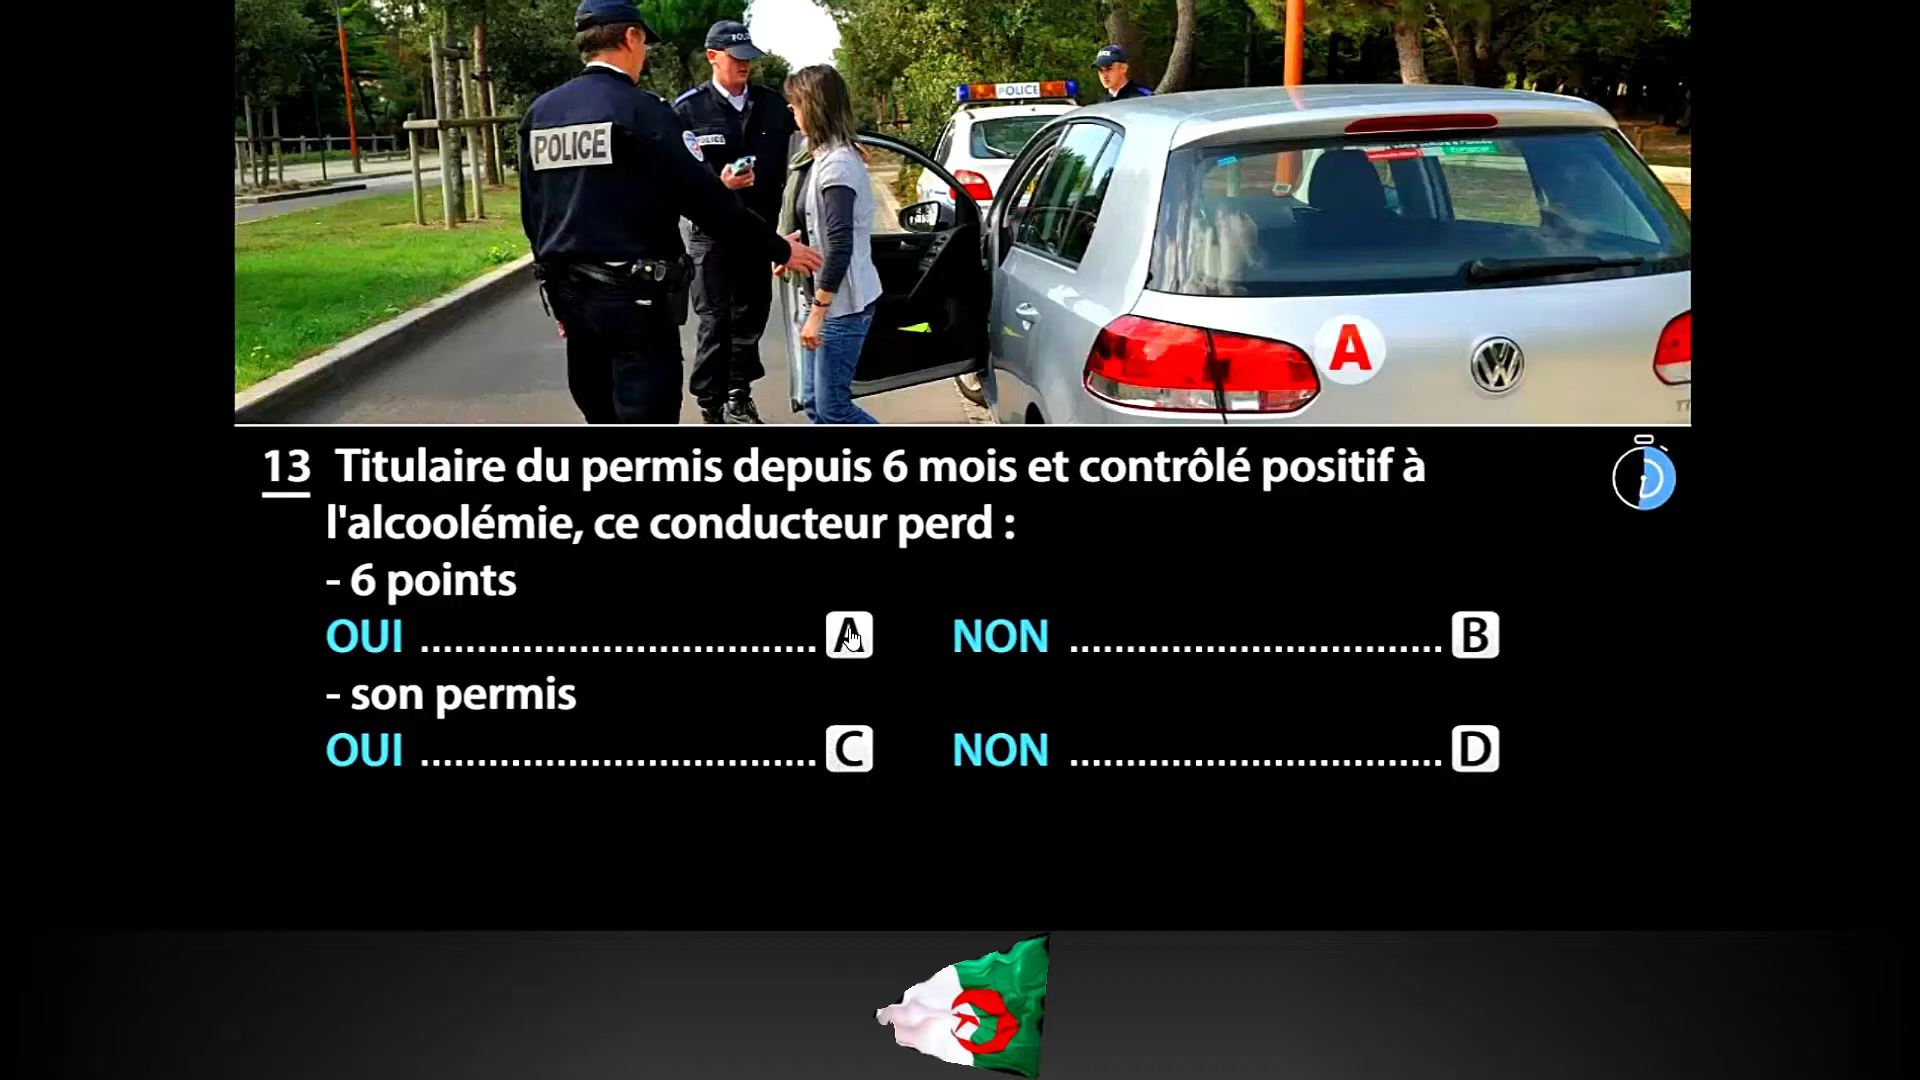 POLICE
POLICE
POLICE
A
13 Titulaire du permis depuis 6 mois et contrôlé positif à
l'alcoolémie, ce conducteur perd :
- 6 points
OUI .................................. A NON ................................. B
- son permis
OUI .................................. C NON ................................. D